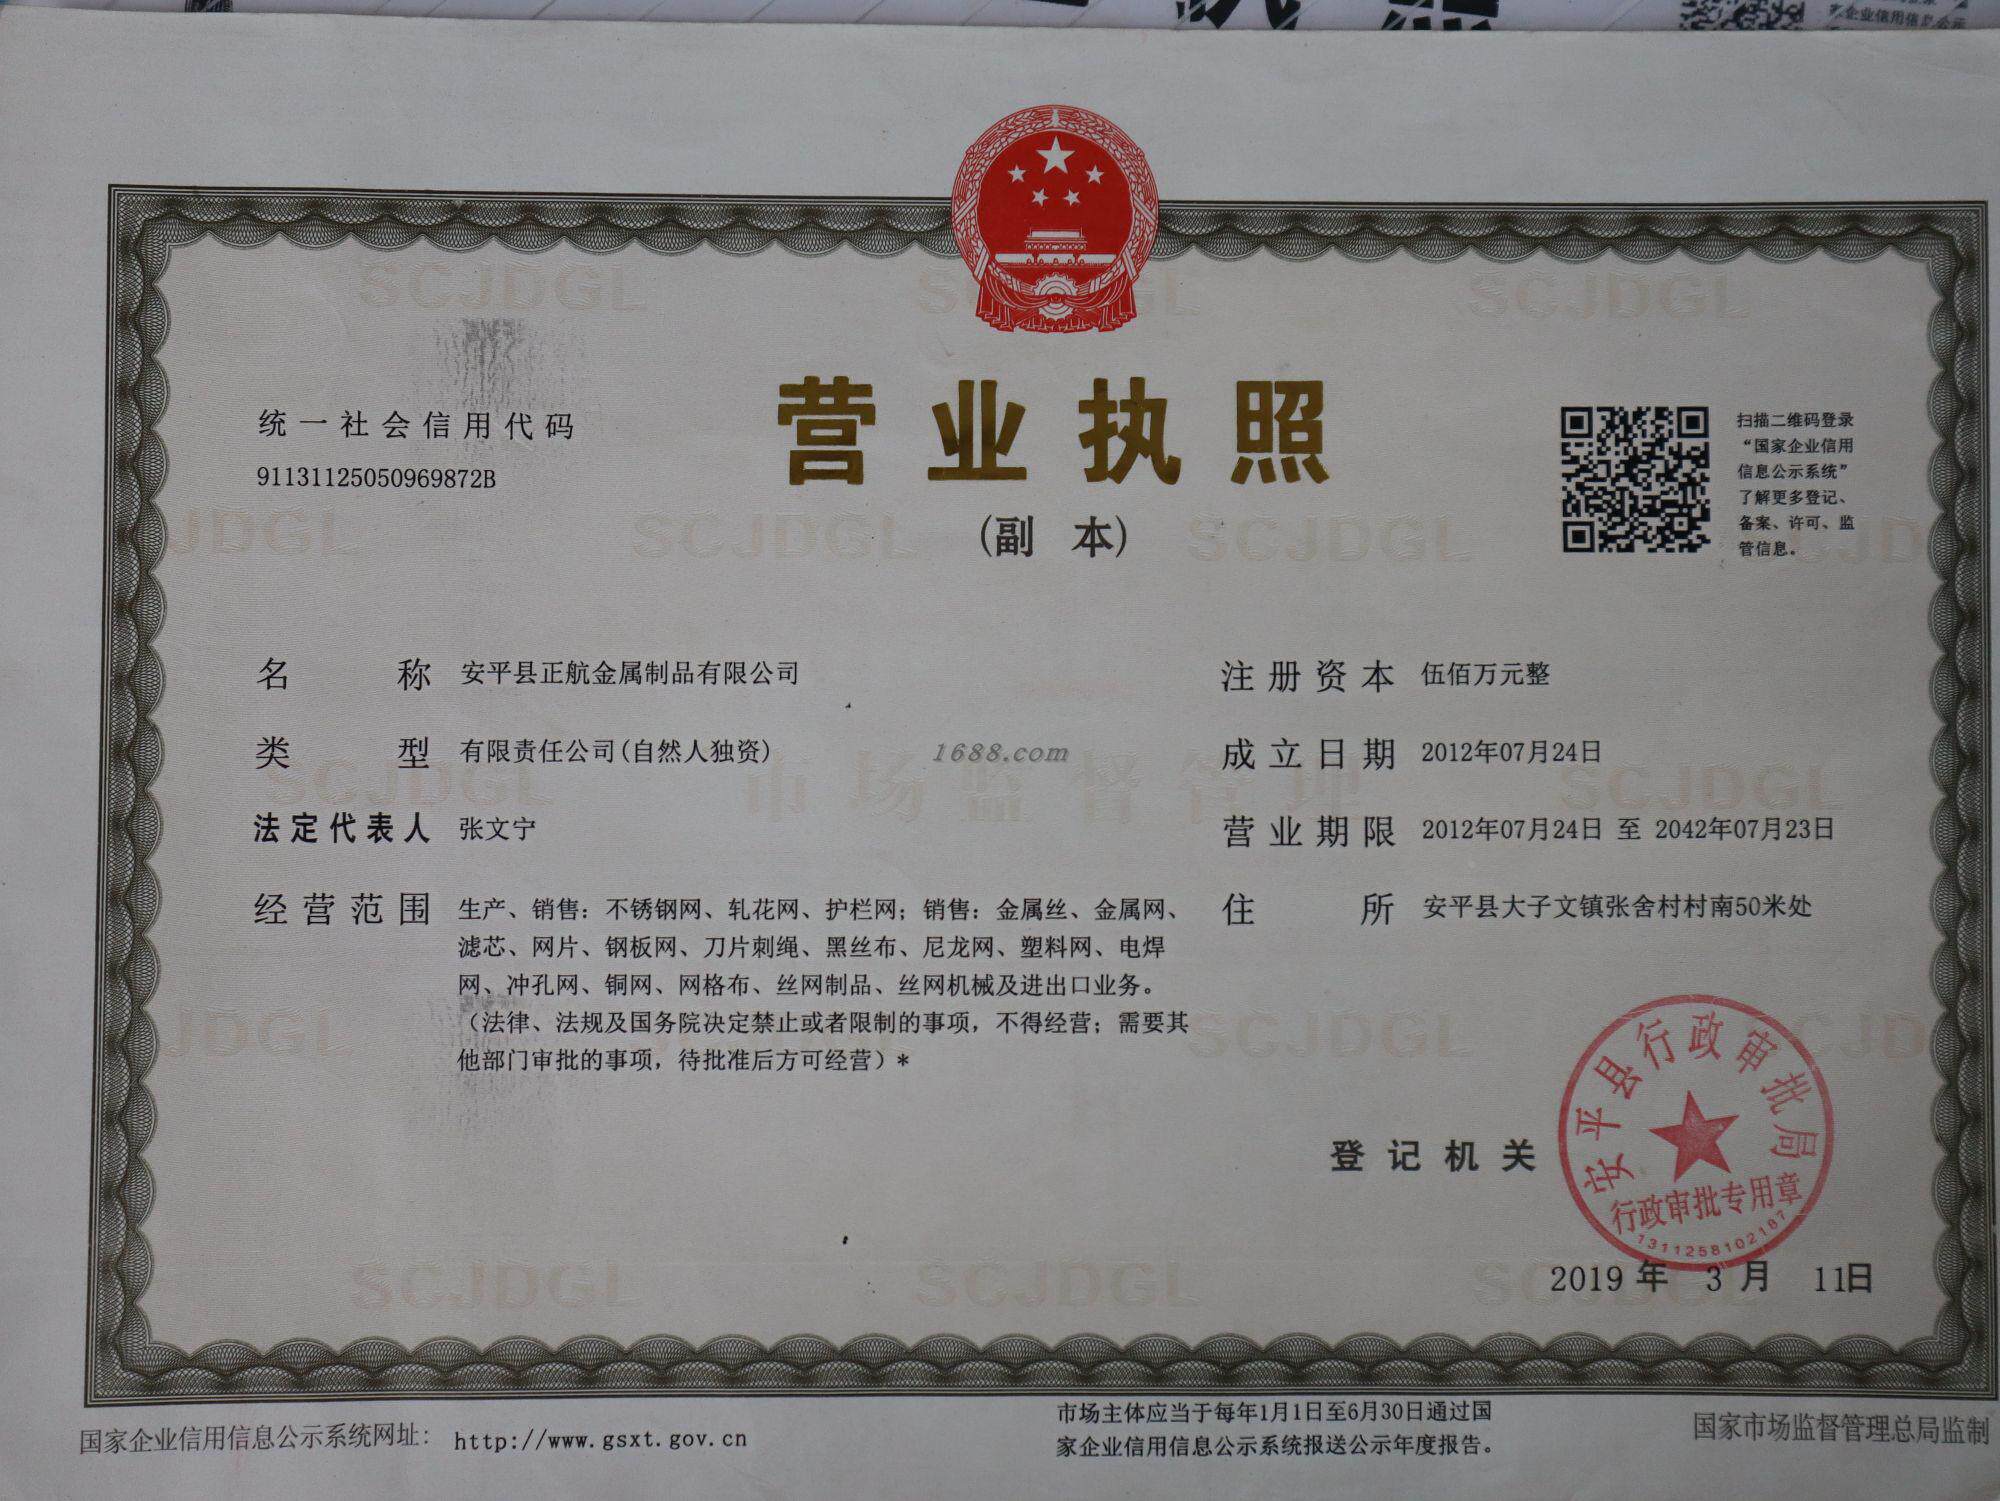 营业执照
(副 本)
统一社会信用代码
91131125050969872B
扫描二维码登录
“国家企业信用
信息公示系统”
了解更多登记、
备案、许可、监
管信息。
名 称 安平县正航金属制品有限公司
类 型 有限责任公司(自然人独资)
法定代表人 张文宁
经营范围 生产、销售：不锈钢网、轧花网、护栏网；销售：金属丝、金属网、
滤芯、网片、钢板网、刀片刺绳、黑丝布、尼龙网、塑料网、电焊
网、冲孔网、铜网、网格布、丝网制品、丝网机械及进出口业务。
（法律、法规及国务院决定禁止或者限制的事项，不得经营；需要其
他部门审批的事项，待批准后方可经营）*
注册资本 伍佰万元整
成立日期 2012年07月24日
营业期限 2012年07月24日 至 2042年07月23日
住 所 安平县大子文镇张舍村村南50米处
1688.com
市场监督管理
SCJDGL
登记机关
安平县行政审批局
行政审批专用章
1311258102187
2019 年 3 月 11日
国家企业信用信息公示系统网址： http://www.gsxt.gov.cn
市场主体应当于每年1月1日至6月30日通过国
家企业信用信息公示系统报送公示年度报告。
国家市场监督管理总局监制